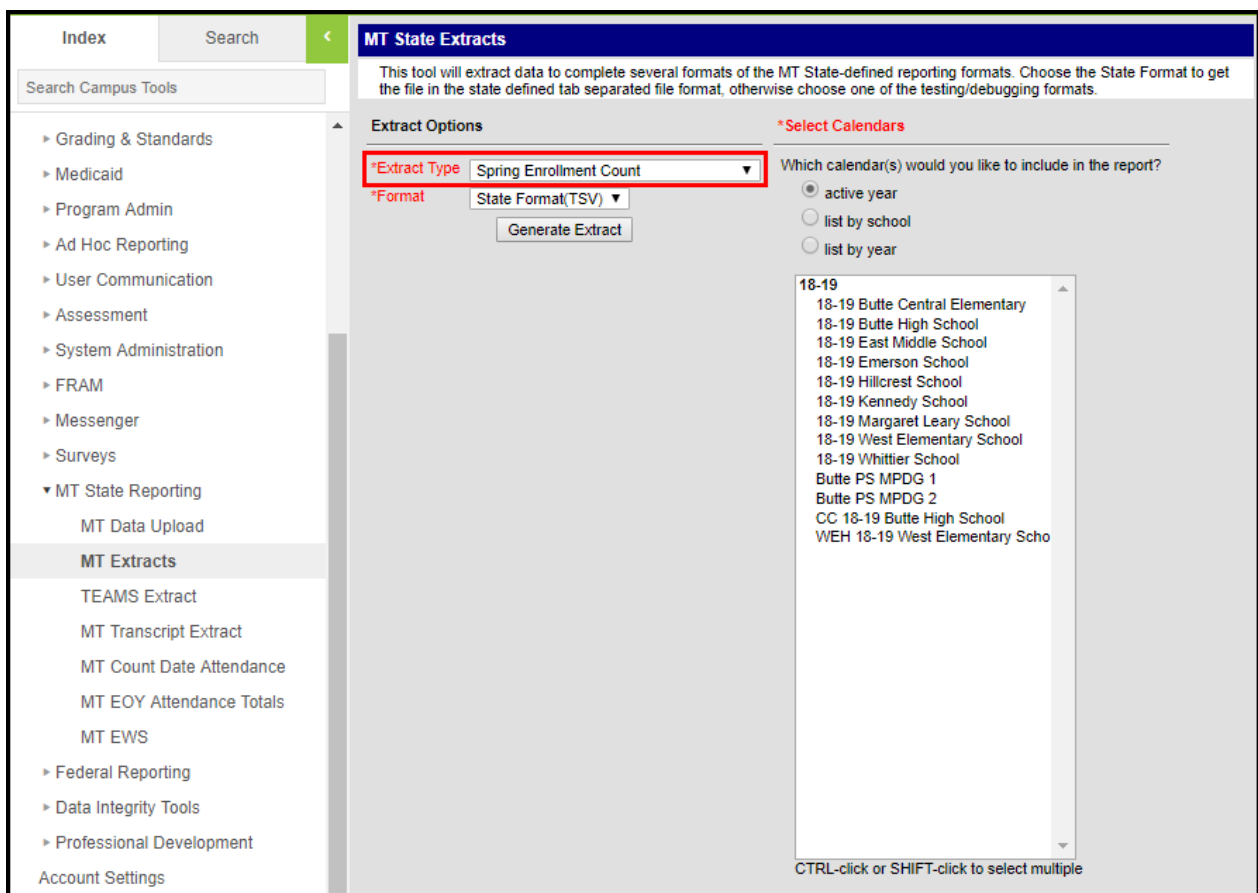 Index
Search
Search Campus Tools
Grading & Standards
Medicaid
Program Admin
Ad Hoc Reporting
User Communication
Assessment
System Administration
FRAM
Messenger
Surveys
MT State Reporting
MT Data Upload
MT Extracts
TEAMS Extract
MT Transcript Extract
MT Count Date Attendance
MT EOY Attendance Totals
MT EWS
Federal Reporting
Data Integrity Tools
Professional Development
Account Settings
MT State Extracts
This tool will extract data to complete several formats of the MT State-defined reporting formats. Choose the State Format to get
the file in the state defined tab separated file format, otherwise choose one of the testing/debugging formats.
Extract Options
*Extract Type Spring Enrollment Count
*Format State Format(TSV)
Generate Extract
*Select Calendars
Which calendar(s) would you like to include in the report?
active year
list by school
list by year
18-19
18-19 Butte Central Elementary
18-19 Butte High School
18-19 East Middle School
18-19 Emerson School
18-19 Hillcrest School
18-19 Kennedy School
18-19 Margaret Leary School
18-19 West Elementary School
18-19 Whittier School
Butte PS MPDG 1
Butte PS MPDG 2
CC 18-19 Butte High School
WEH 18-19 West Elementary Scho
CTRL-click or SHIFT-click to select multiple